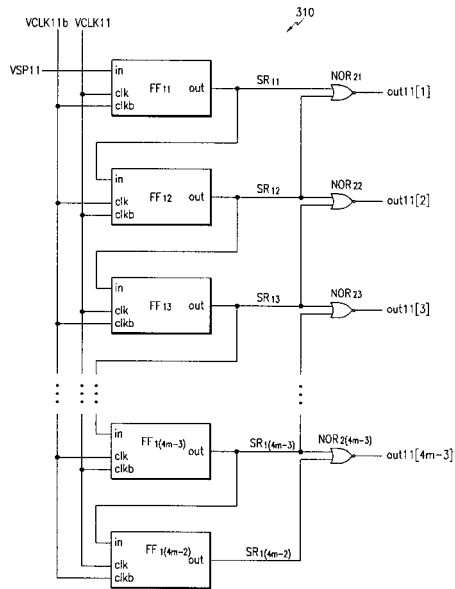 VCLK11b VCLK11
310
VSP11
in
FF11
out
clk
clkb
SR11
NOR21
out11[1]
in
FF12
out
clk
clkb
SR12
NOR22
out11[2]
in
FF13
out
clk
clkb
SR13
NOR23
out11[3]
in
FF1(4m-3)
out
clk
clkb
SR1(4m-3)
NOR2(4m-3)
out11[4m-3]
in
FF1(4m-2)
out
clk
clkb
SR1(4m-2)